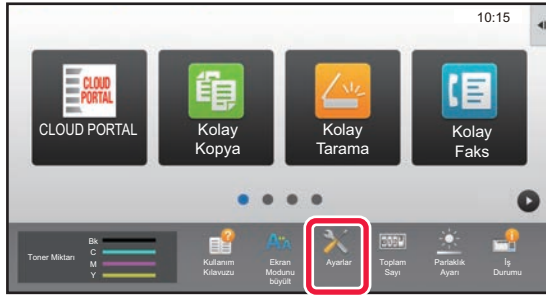 10:15
CLOUD
PORTAL
CLOUD PORTAL
Kolay
Kopya
Kolay
Tarama
Kolay
Faks
Toner Miktarı
Bk
C
M
Y
Kullanım
Kılavuzu
Ekran
Modunu
büyült
Ayarlar
Toplam
Sayı
Parlaklık
Ayarı
İş
Durumu